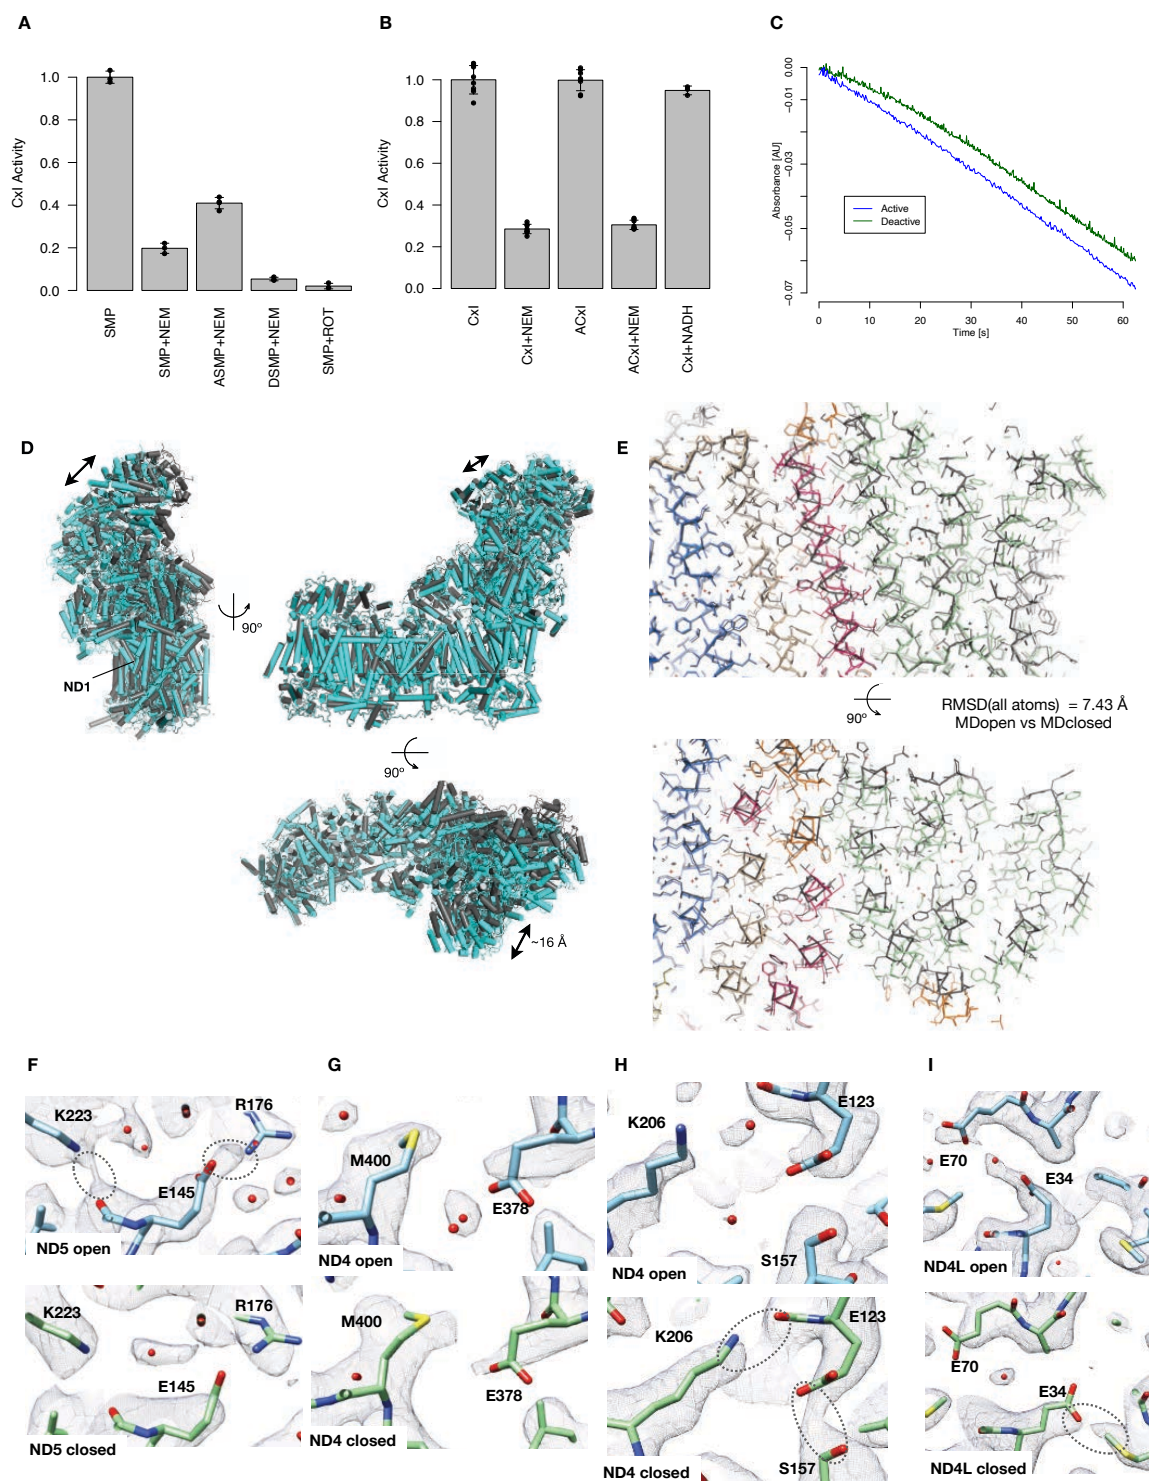 A
CxI Activity
1.0
0.8
0.6
0.4
0.2
0.0
SMP
SMP+NEM
ASMP+NEM
DSMP+NEM
SMP+ROT
B
CxI Activity
1.0
0.8
0.6
0.4
0.2
0.0
CxI
CxI+NEM
ACxI
ACxI+NEM
CxI+NADH
C
Absorbance [AU]
0.00
−0.01
−0.03
−0.05
−0.07
Active
Deactive
0 10 20 30 40 50 60
Time [s]
D
ND1
90º
90º
~16 Å
E
90º
RMSD(all atoms) = 7.43 Å
MDopen vs MDclosed
F
K223
R176
E145
ND5 open
K223
R176
E145
ND5 closed
G
M400
E378
ND4 open
M400
E378
ND4 closed
H
E123
K206
S157
ND4 open
E123
K206
S157
ND4 closed
I
E70
E34
ND4L open
E70
E34
ND4L closed